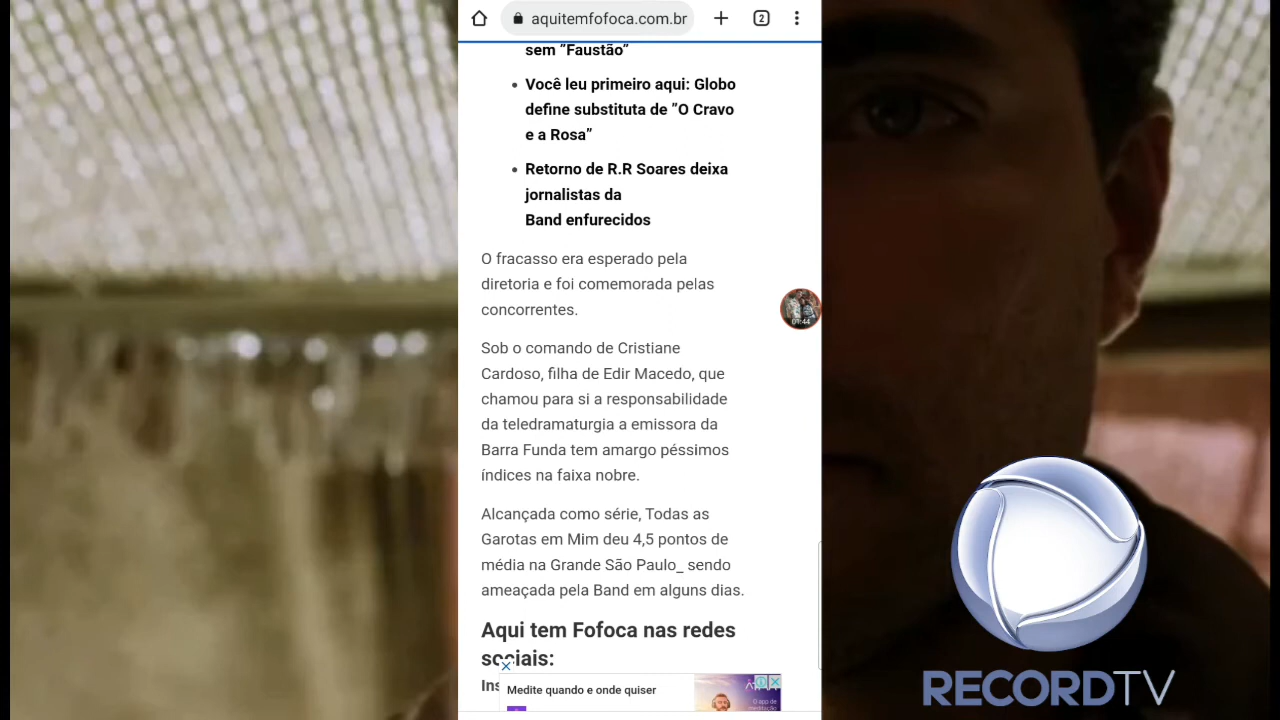 aquitemfofoca.com.br
2
sem ”Faustão”
• Você leu primeiro aqui: Globo
define substituta de ”O Cravo
e a Rosa”
• Retorno de R.R Soares deixa
jornalistas da
Band enfurecidos
O fracasso era esperado pela
diretoria e foi comemorada pelas
concorrentes.
01:44
Sob o comando de Cristiane
Cardoso, filha de Edir Macedo, que
chamou para si a responsabilidade
da teledramaturgia a emissora da
Barra Funda tem amargo péssimos
índices na faixa nobre.
Alcançada como série, Todas as
Garotas em Mim deu 4,5 pontos de
média na Grande São Paulo_ sendo
ameaçada pela Band em alguns dias.
Aqui tem Fofoca nas redes
sociais:
Ins
Medite quando e onde quiser
O app de
RECORDTV